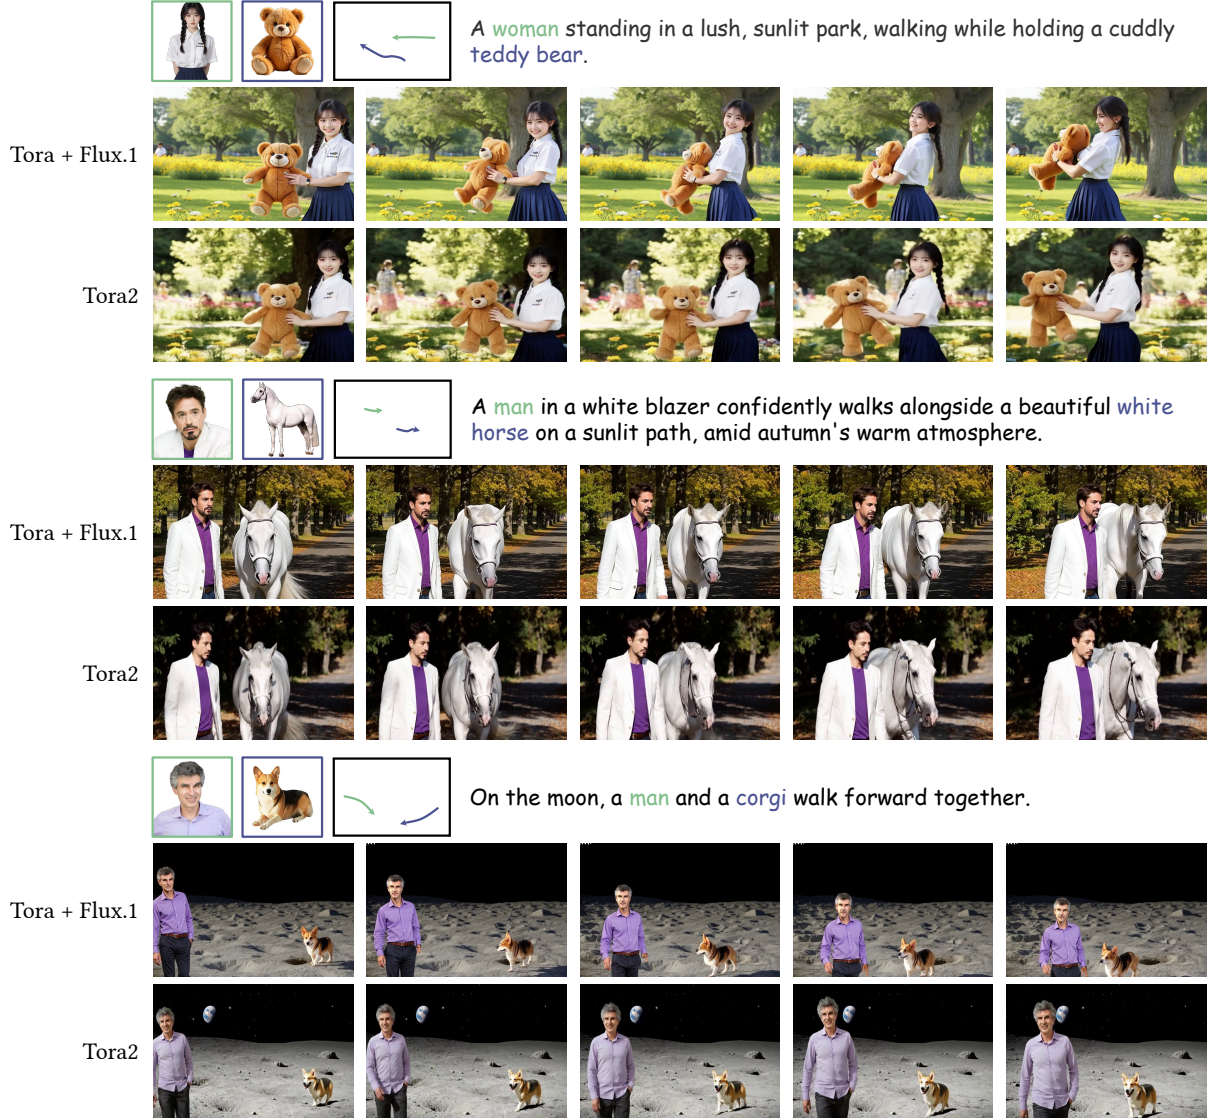 A woman standing in a lush, sunlit park, walking while holding a cuddly
teddy bear.
Tora + Flux.1
Tora2
A man in a white blazer confidently walks alongside a beautiful white
horse on a sunlit path, amid autumn's warm atmosphere.
Tora + Flux.1
Tora2
On the moon, a man and a corgi walk forward together.
Tora + Flux.1
Tora2